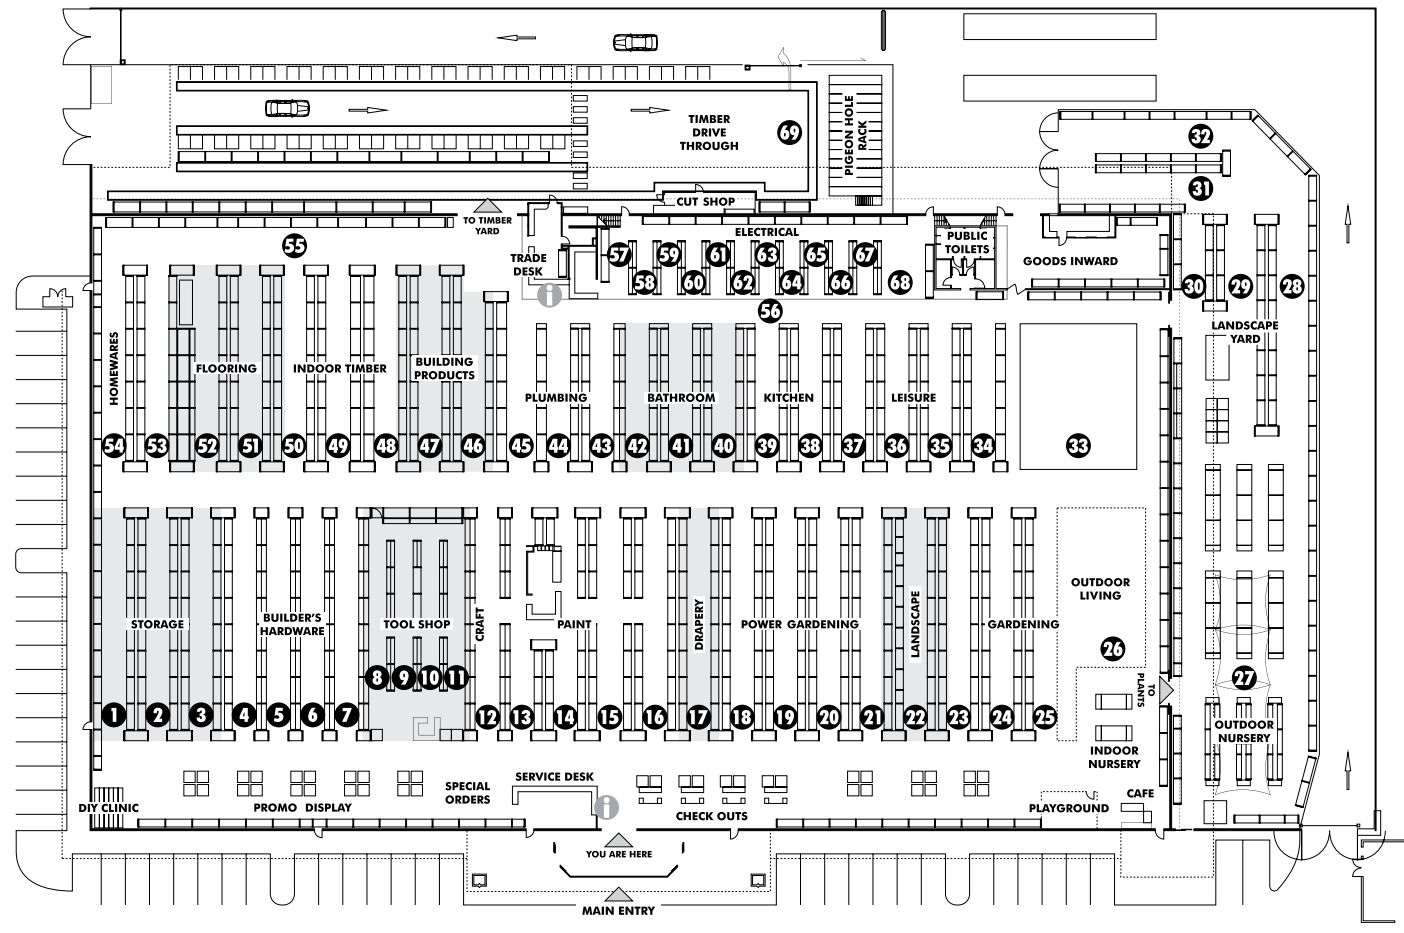 TIMBER
DRIVE
THROUGH
69
PIGEON HOLE
RACK
32
31
CUT SHOP
TO TIMBER
YARD
ELECTRICAL
PUBLIC
TOILETS
55
TRADE
DESK
i
57
59
61
63
65
67
58
60
62
64
66
68
56
GOODS INWARD
30
29
28
LANDSCAPE
YARD
HOMEWARES
FLOORING
INDOOR TIMBER
BUILDING
PRODUCTS
PLUMBING
BATHROOM
KITCHEN
LEISURE
54
53
52
51
50
49
48
47
46
45
44
43
42
41
40
39
38
37
36
35
34
33
STORAGE
BUILDER'S
HARDWARE
TOOL SHOP
CRAFT
PAINT
DRAPERY
POWER GARDENING
LANDSCAPE
GARDENING
OUTDOOR
LIVING
26
8
9
10
11
27
TO
PLANTS
1
2
3
4
5
6
7
12
13
14
15
16
17
18
19
20
21
22
23
24
25
OUTDOOR
NURSERY
INDOOR
NURSERY
DIY CLINIC
PROMO DISPLAY
SPECIAL
ORDERS
SERVICE DESK
i
CHECK OUTS
PLAYGROUND
CAFE
YOU ARE HERE
MAIN ENTRY